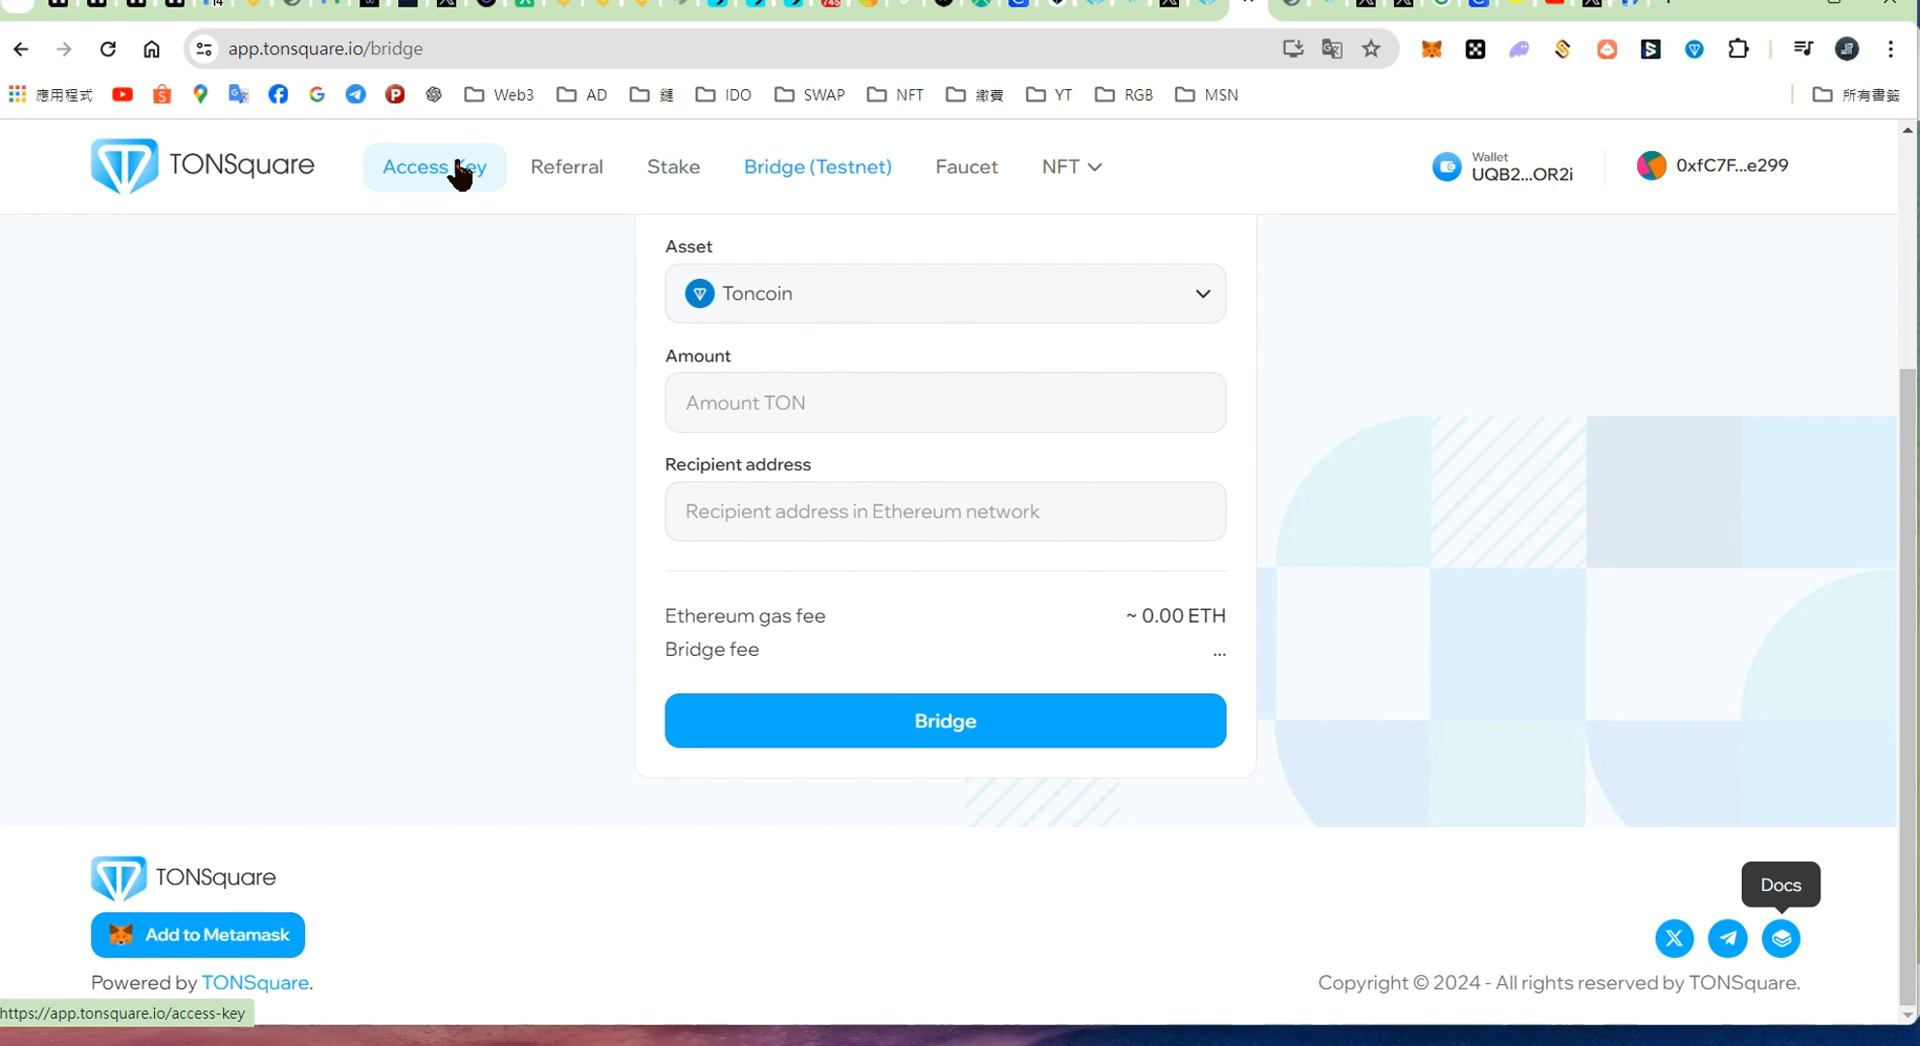 14
745
app.tonsquare.io/bridge
應用程式
Web3
AD
鏈
IDO
SWAP
NFT
繳費
YT
RGB
MSN
所有書籤
TONSquare
Access Key
Referral
Stake
Bridge (Testnet)
Faucet
NFT
Wallet
UQB2...OR2i
0xfC7F...e299
Asset
Toncoin
Amount
Amount TON
Recipient address
Recipient address in Ethereum network
Ethereum gas fee
~ 0.00 ETH
Bridge fee
...
Bridge
TONSquare
Docs
Add to Metamask
Powered by TONSquare.
Copyright © 2024 - All rights reserved by TONSquare.
https://app.tonsquare.io/access-key